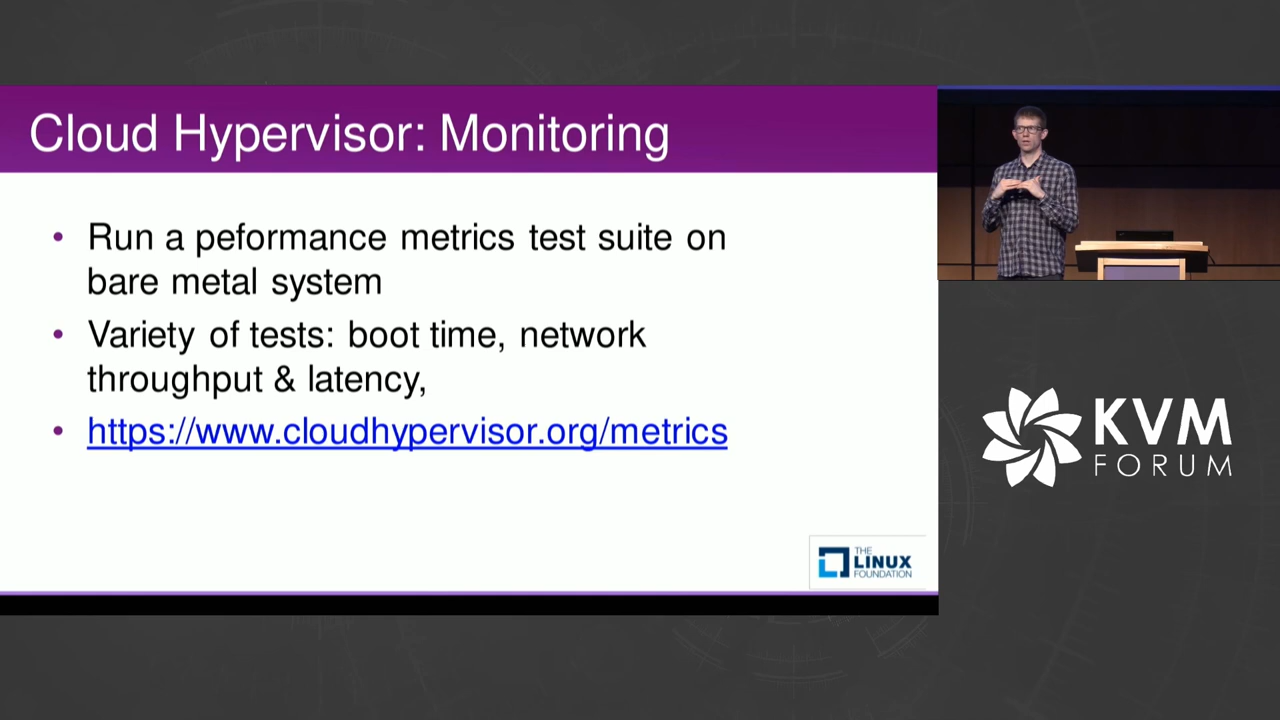 Cloud Hypervisor: Monitoring
• Run a peformance metrics test suite on
bare metal system
• Variety of tests: boot time, network
throughput & latency,
• https://www.cloudhypervisor.org/metrics
THE
LINUX
FOUNDATION
KVM
FORUM